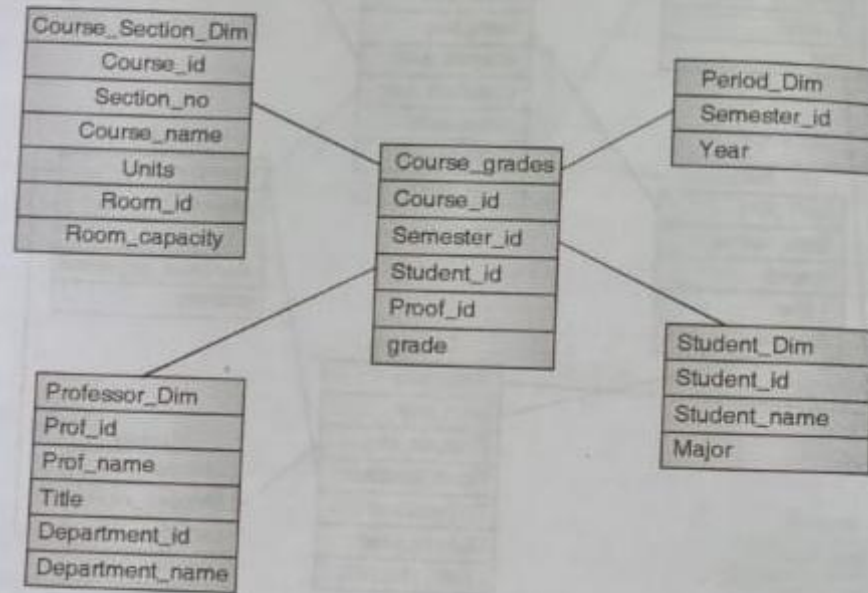 Course_Section_Dim
Course_id
Section_no
Course_name
Units
Room_id
Room_capacity
Period_Dim
Semester_id
Year
Course_grades
Course_id
Semester_id
Student_id
Proof_id
grade
Professor_Dim
Prof_id
Prof_name
Title
Department_id
Department_name
Student_Dim
Student_id
Student_name
Major